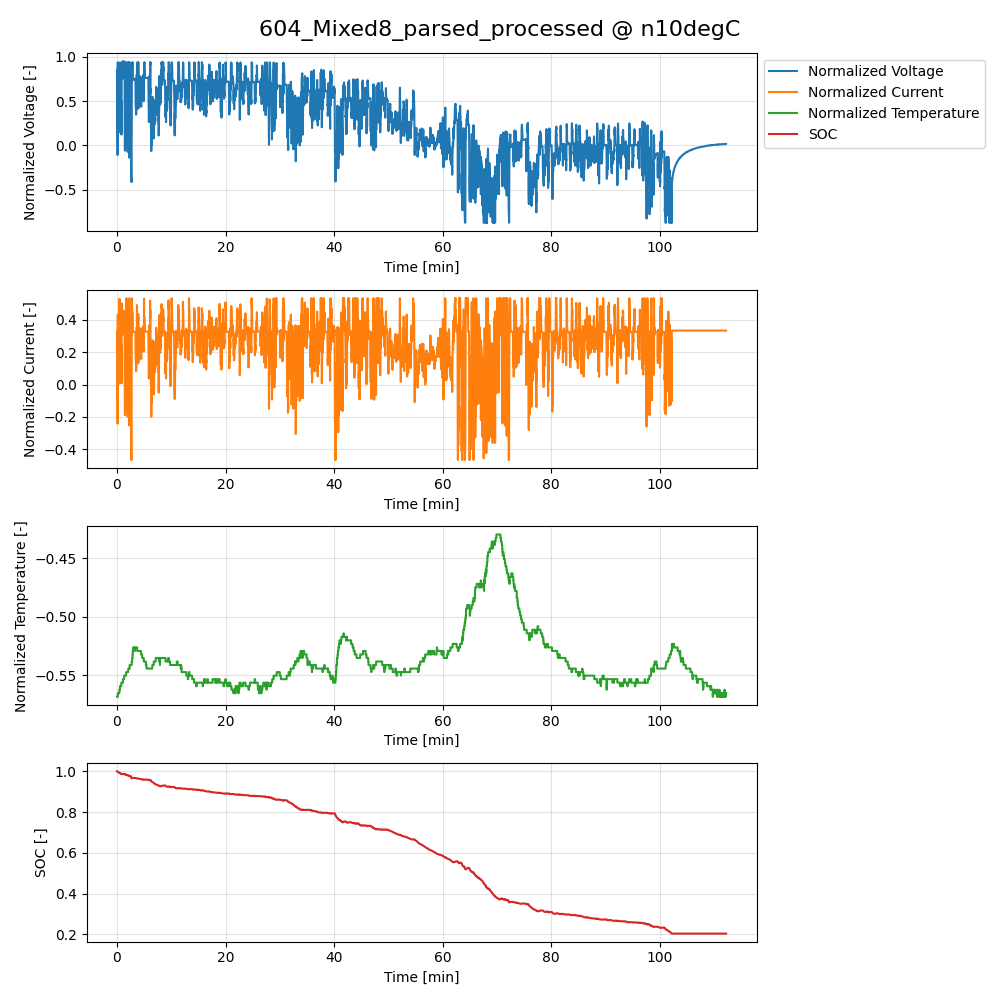 604_Mixed8_parsed_processed @ n10degC
Normalized Voltage [-]
1.0
0.5
0.0
−0.5
0 20 40 60 80 100
Time [min]
Normalized Voltage
Normalized Current
Normalized Temperature
SOC
Normalized Current [-]
0.4
0.2
0.0
−0.2
−0.4
0 20 40 60 80 100
Time [min]
Normalized Temperature [-]
−0.45
−0.50
−0.55
0 20 40 60 80 100
Time [min]
SOC [-]
1.0
0.8
0.6
0.4
0.2
0 20 40 60 80 100
Time [min]